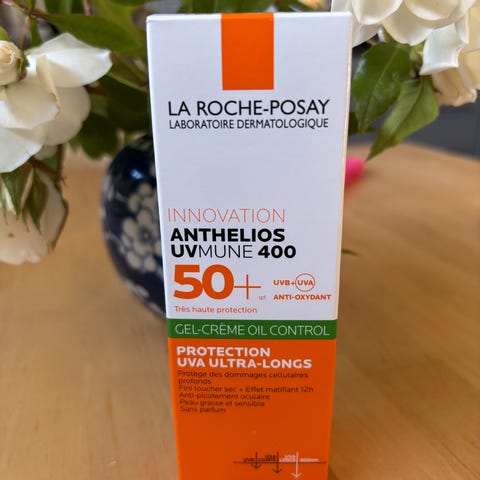 LA ROCHE-POSAY
LABORATOIRE DERMATOLOGIQUE
INNOVATION
ANTHELIOS
UVMUNE 400
50+
SPF
UVB+UVA
ANTI-OXYDANT
Très haute protection
GEL-CRÈME OIL CONTROL
PROTECTION
UVA ULTRA-LONGS
Protège des dommages cellulaires
profonds
Fini toucher sec + Effet matifiant 12h
Anti-picotement oculaire
Peau grasse et sensible
Sans parfum